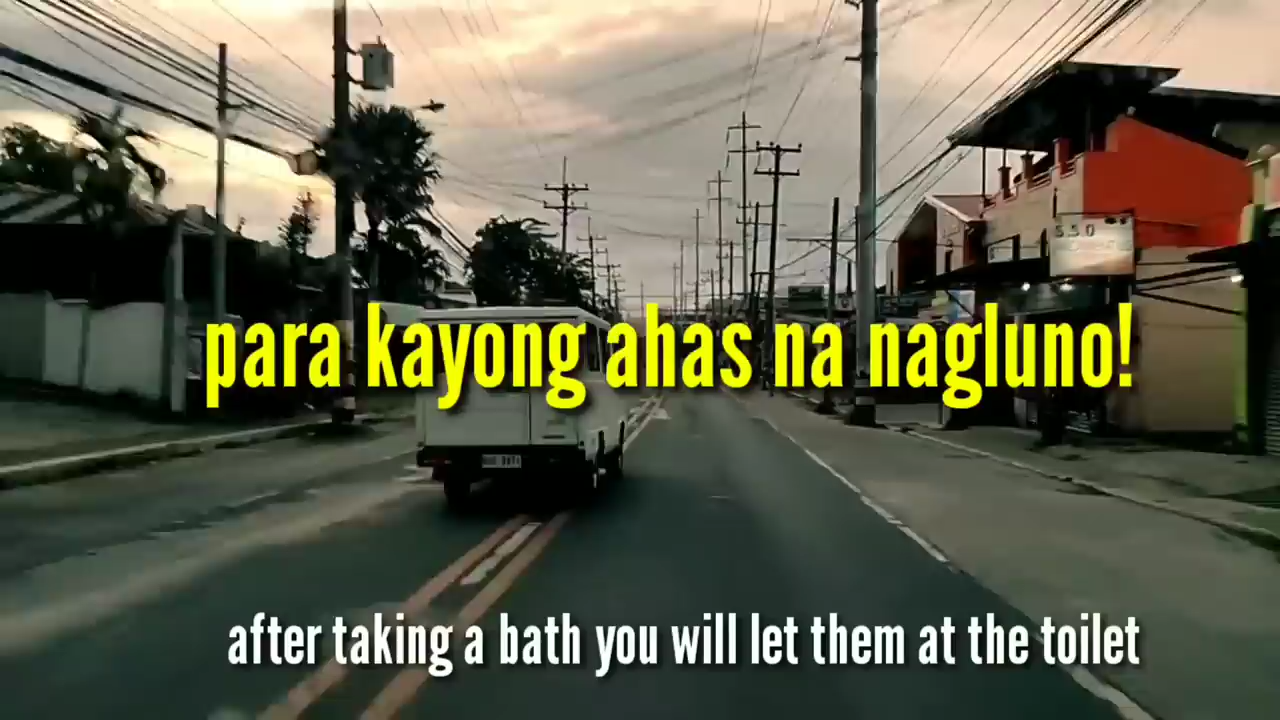 S.S.O
para kayong ahas na nagluno!
after taking a bath you will let them at the toilet